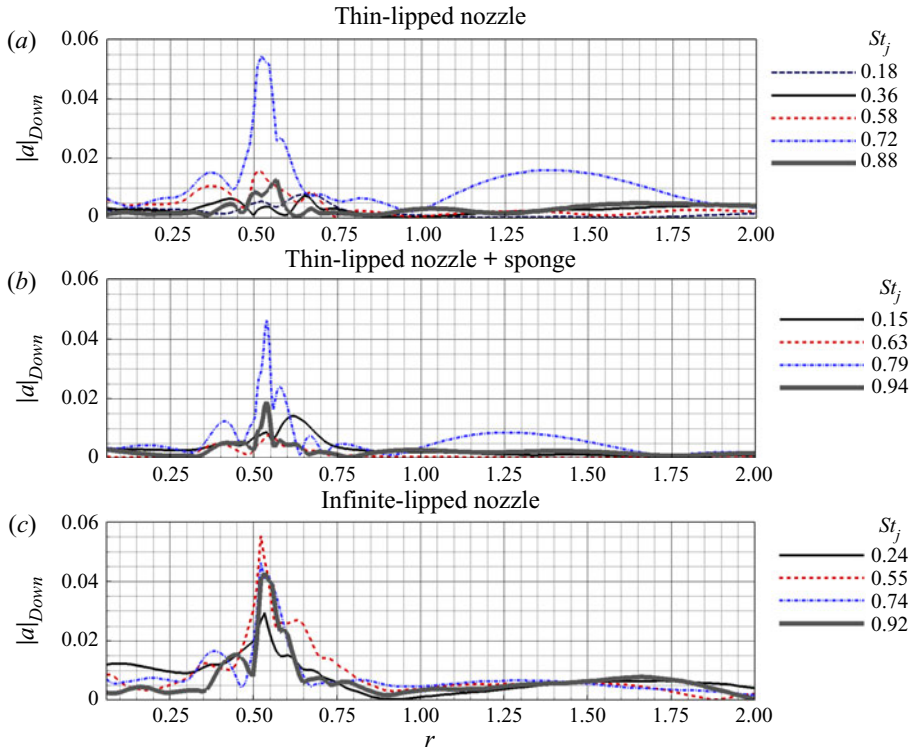 Thin-lipped nozzle
(a)
0.06
0.04
0.02
0
|a|Down
0.25 0.50 0.75 1.00 1.25 1.50 1.75 2.00
St_j
0.18
0.36
0.58
0.72
0.88
Thin-lipped nozzle + sponge
(b)
0.06
0.04
0.02
0
|a|Down
0.25 0.50 0.75 1.00 1.25 1.50 1.75 2.00
St_j
0.15
0.63
0.79
0.94
Infinite-lipped nozzle
(c)
0.06
0.04
0.02
0
|a|Down
0.25 0.50 0.75 1.00 1.25 1.50 1.75 2.00
r
St_j
0.24
0.55
0.74
0.92